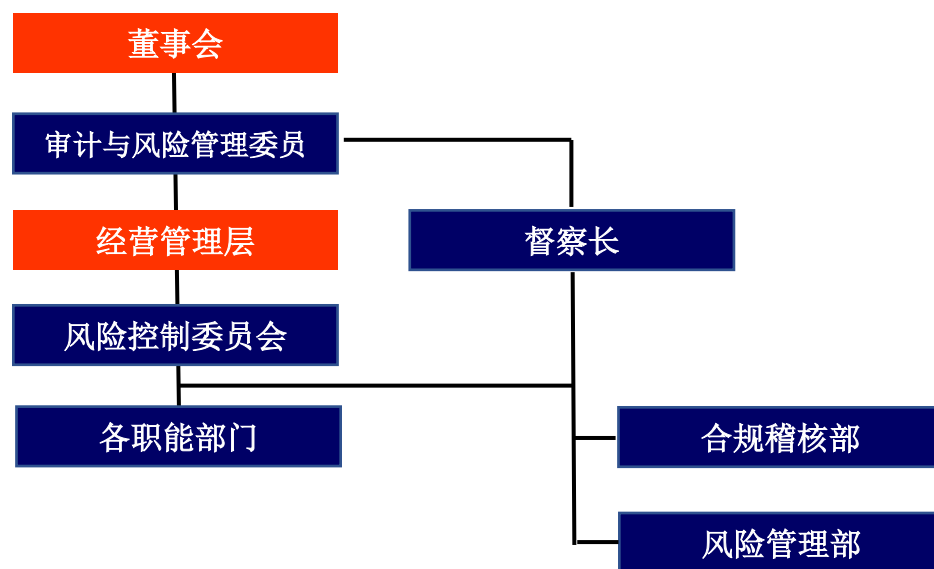 董事会
审计与风险管理委员
经营管理层
督察长
风险控制委员会
各职能部门
合规稽核部
风险管理部